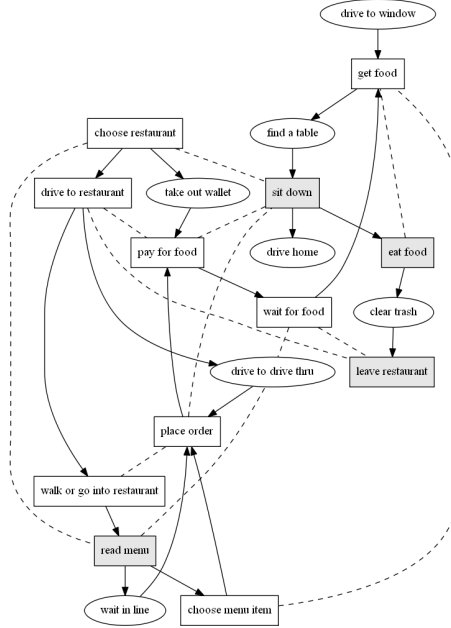 drive to window
get food
choose restaurant
find a table
drive to restaurant
take out wallet
sit down
pay for food
drive home
eat food
wait for food
clear trash
drive to drive thru
leave restaurant
place order
walk or go into restaurant
read menu
wait in line
choose menu item